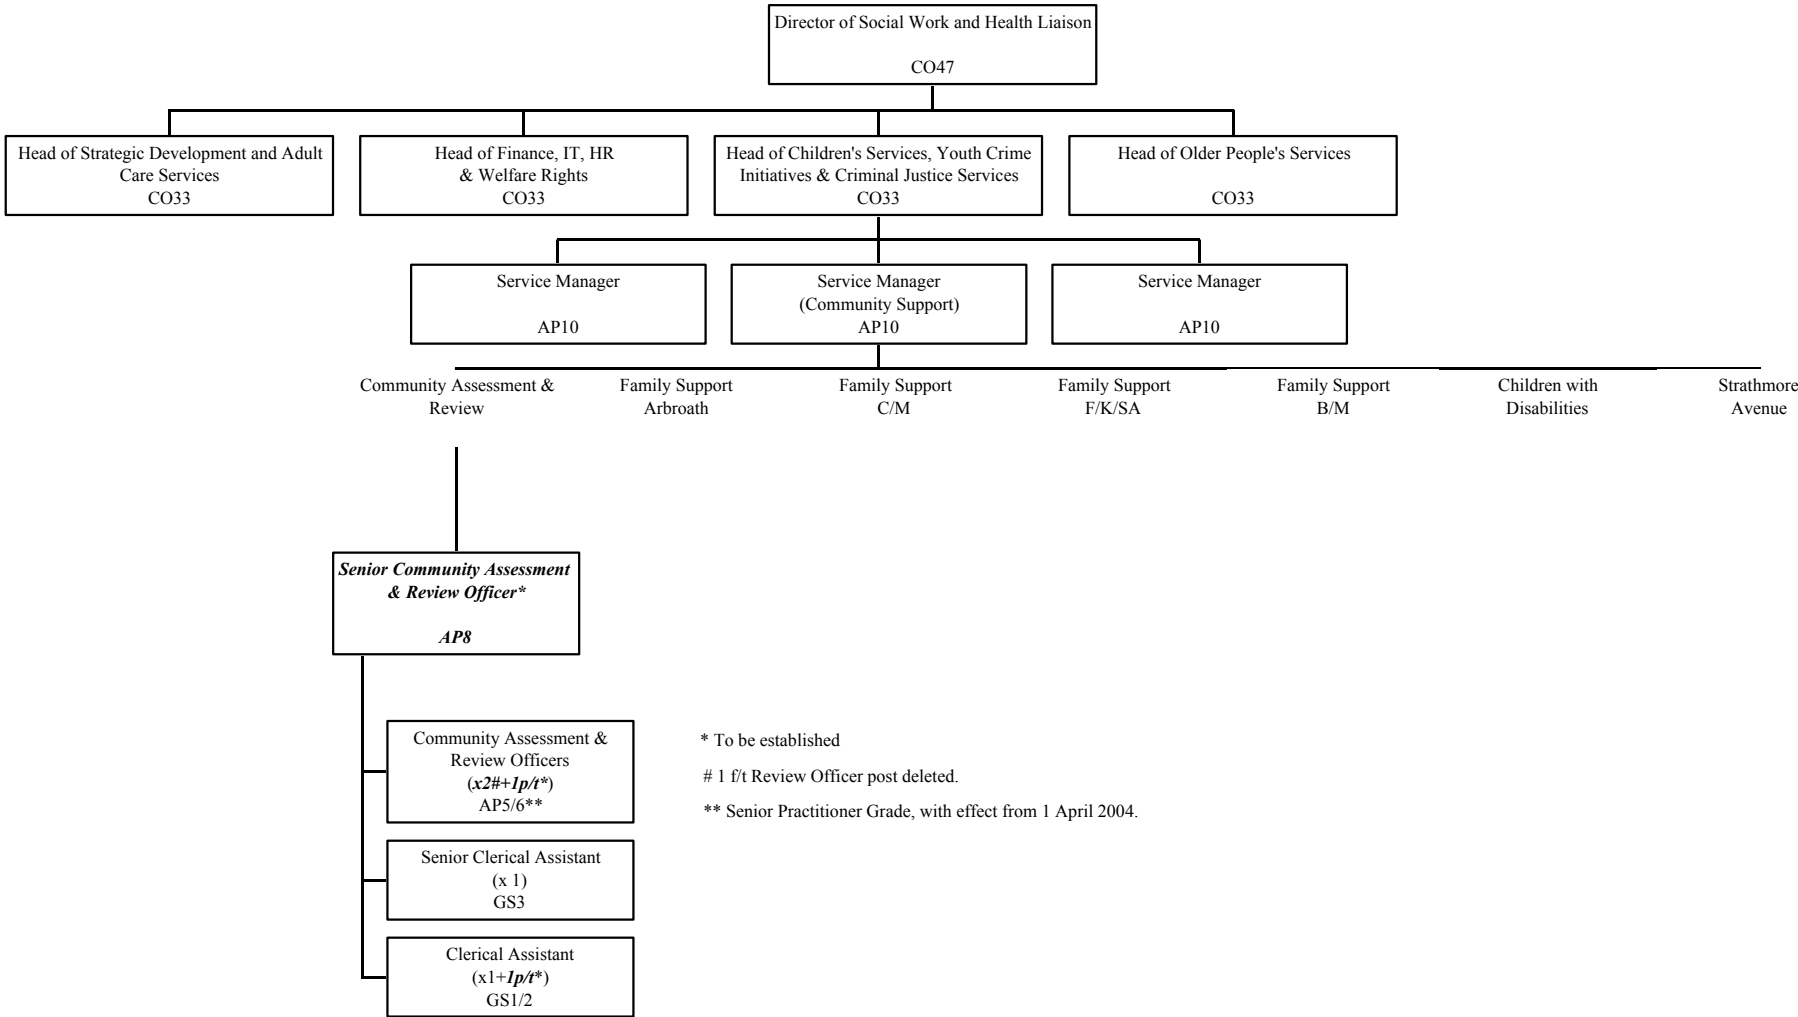 Director of Social Work and Health Liaison
CO47
Head of Strategic Development and Adult
Care Services
CO33
Head of Finance, IT, HR
& Welfare Rights
CO33
Head of Children's Services, Youth Crime
Initiatives & Criminal Justice Services
CO33
Head of Older People's Services
CO33
Service Manager
AP10
Service Manager
(Community Support)
AP10
Service Manager
AP10
Community Assessment &
Review
Family Support
Arbroath
Family Support
C/M
Family Support
F/K/SA
Family Support
B/M
Children with
Disabilities
Strathmore
Avenue
Senior Community Assessment
& Review Officer*
AP8
Community Assessment &
Review Officers
(x2#+1p/t*)
AP5/6**
* To be established
# 1 f/t Review Officer post deleted.
** Senior Practitioner Grade, with effect from 1 April 2004.
Senior Clerical Assistant
(x 1)
GS3
Clerical Assistant
(x1+1p/t*)
GS1/2